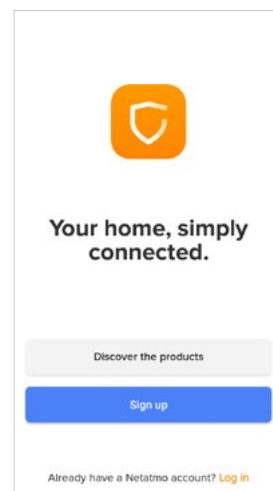 Your home, simply
connected.
Discover the products
Sign up
Already have a Netatmo account? Log in